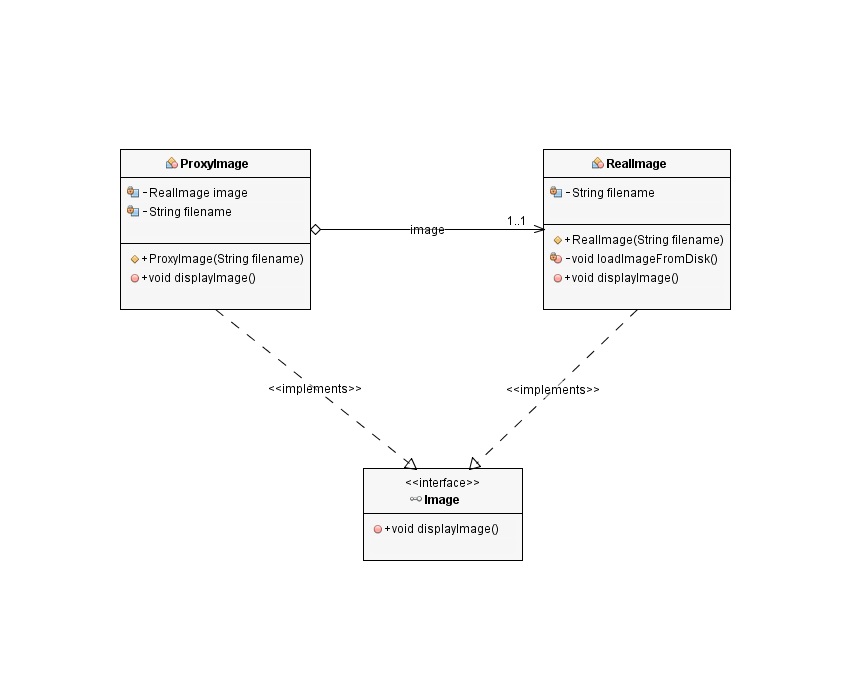 ProxyImage
-RealImage image
-String filename
+ProxyImage(String filename)
+void displayImage()
image
1..1
RealImage
-String filename
+RealImage(String filename)
-void loadImageFromDisk()
+void displayImage()
<<implements>>
<<implements>>
<<interface>>
Image
+void displayImage()